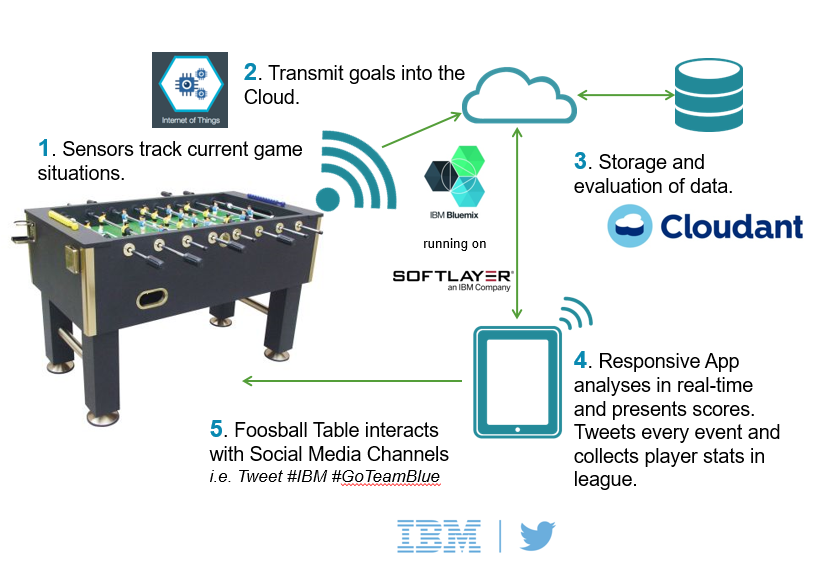 2. Transmit goals into the
Cloud.
Internet of Things
1. Sensors track current game
situations.
IBM Bluemix
running on
SOFTLAYER®
an IBM Company
3. Storage and
evaluation of data.
Cloudant
4. Responsive App
analyses in real-time
and presents scores.
Tweets every event and
collects player stats in
league.
5. Foosball Table interacts
with Social Media Channels
i.e. Tweet #IBM #GoTeamBlue
IBM